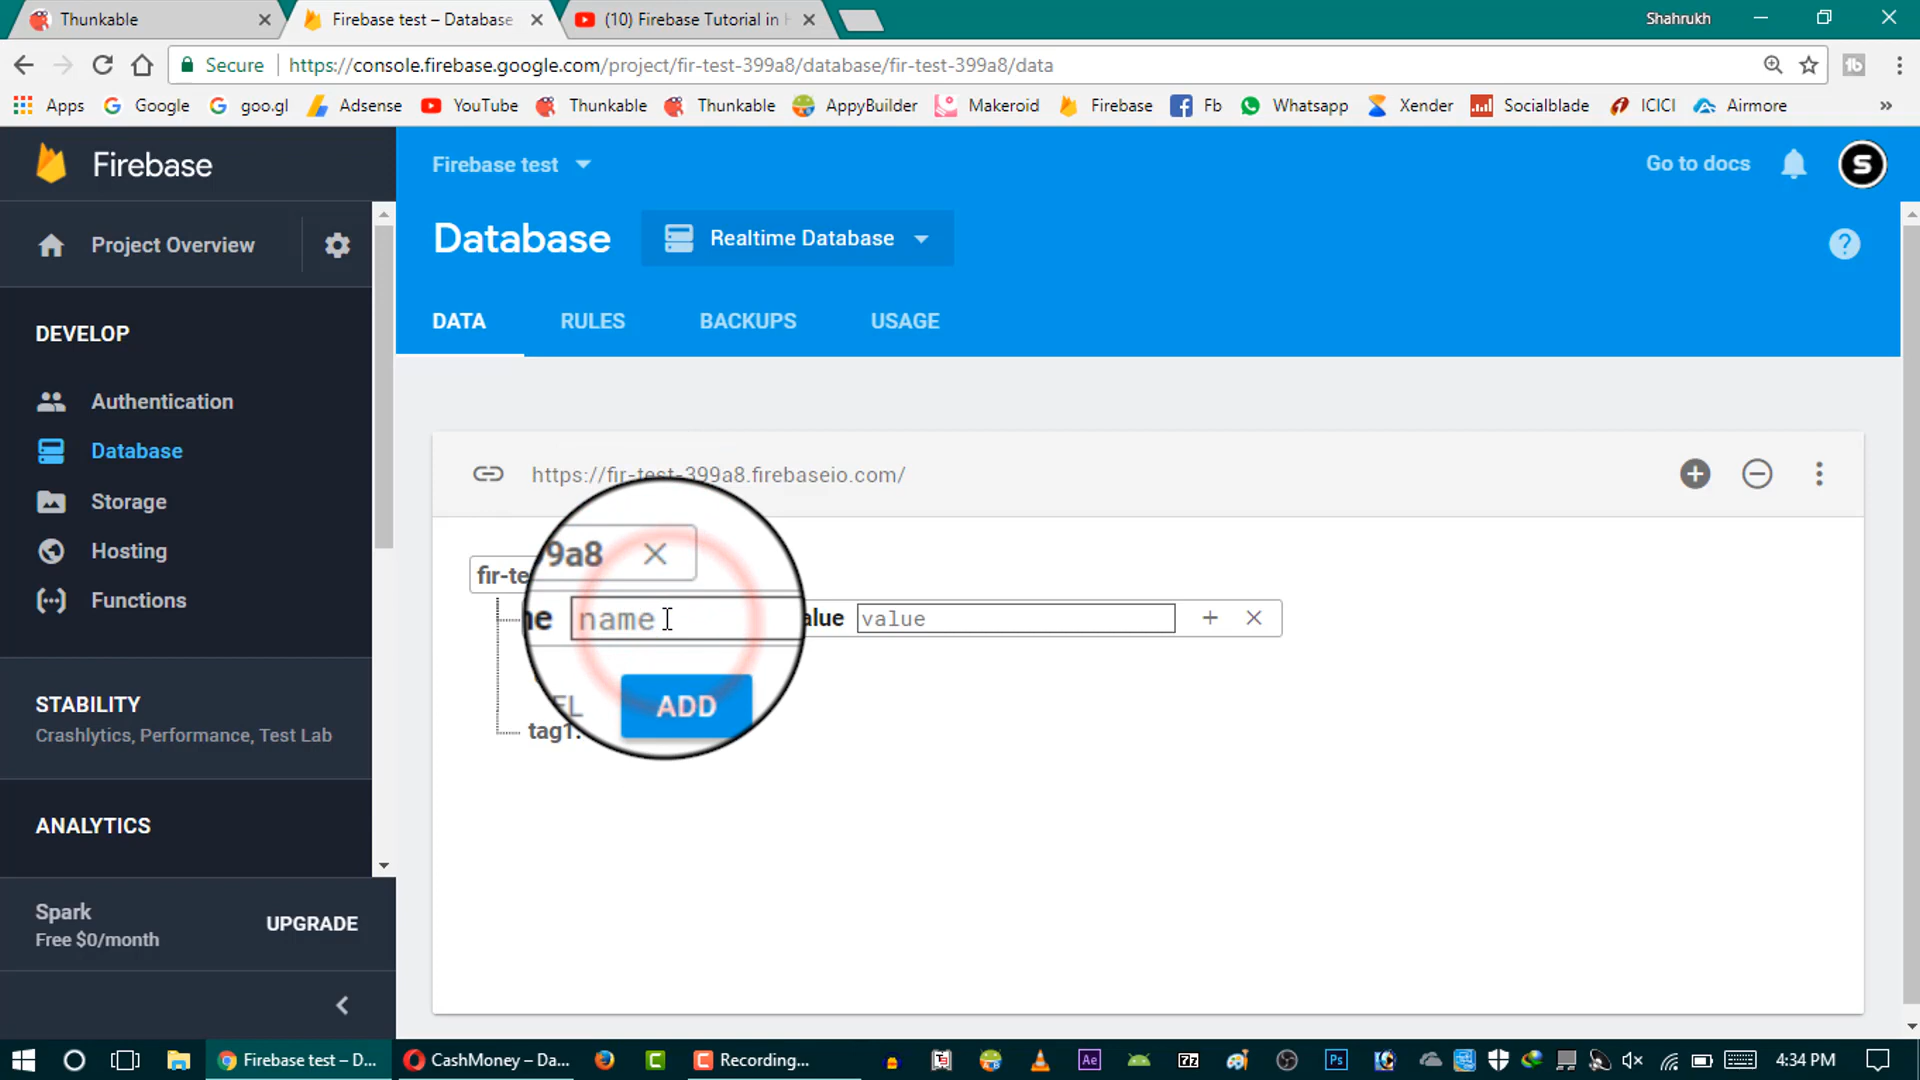 Thunkable
Firebase test – Database
(10) Firebase Tutorial in
Shahrukh
Secure
https://console.firebase.google.com/project/fir-test-399a8/database/fir-test-399a8/data
Apps
Google
goo.gl
Adsense
YouTube
Thunkable
Thunkable
AppyBuilder
Makeroid
Firebase
Fb
Whatsapp
Xender
Socialblade
ICICI
Airmore
»
Firebase
Firebase test
Go to docs
S
Project Overview
Database
Realtime Database
?
DATA
RULES
BACKUPS
USAGE
DEVELOP
Authentication
Database
Storage
Hosting
Functions
https://fir-test-399a8.firebaseio.com/
fir-te
9a8
name
alue
value
EL
ADD
tag1:
STABILITY
Crashlytics, Performance, Test Lab
ANALYTICS
Spark
Free $0/month
UPGRADE
Firebase test – D...
CashMoney – Da...
Recording...
Ae
7z
Ps
4:34 PM